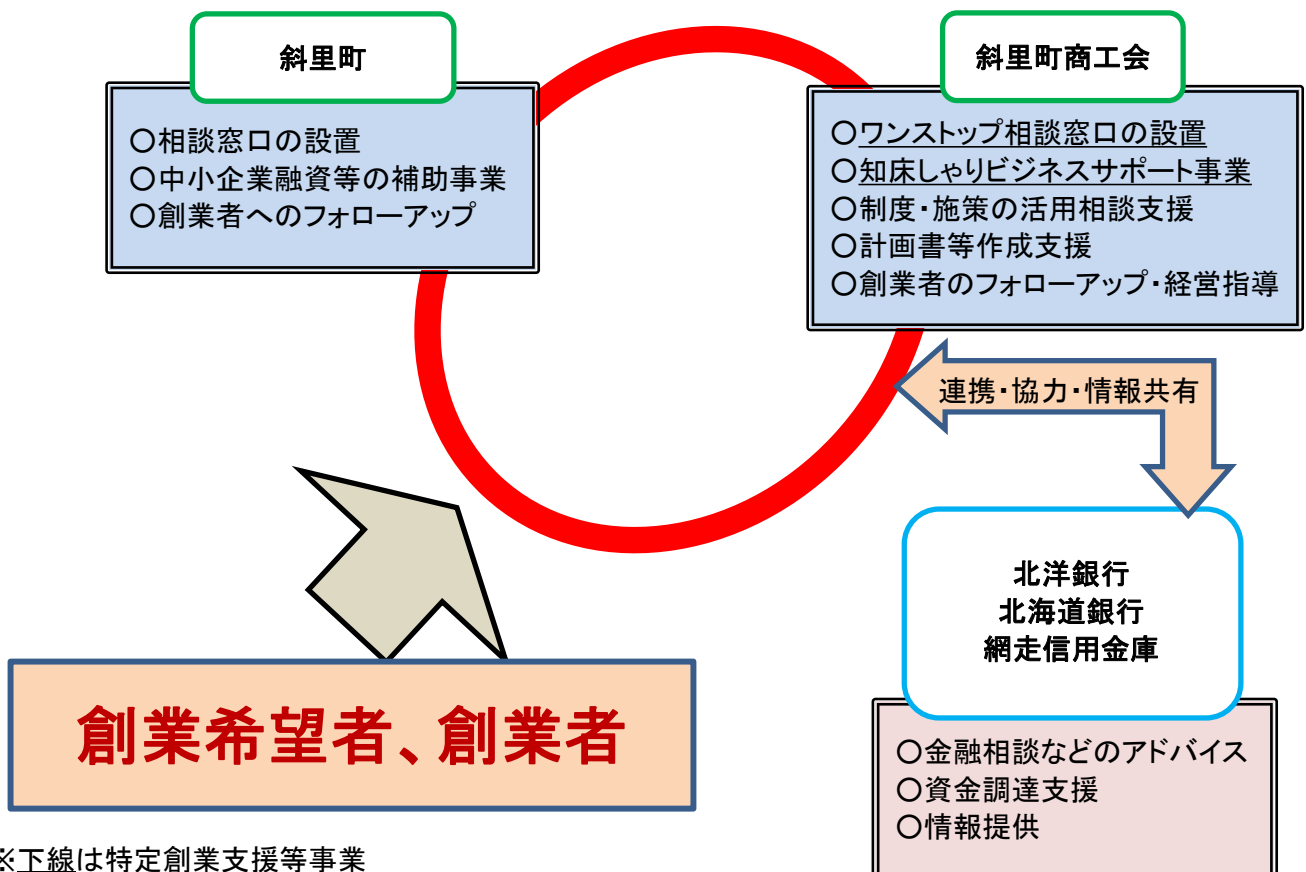 斜里町
〇相談窓口の設置
〇中小企業融資等の補助事業
〇創業者へのフォローアップ
斜里町商工会
〇ワンストップ相談窓口の設置
〇知床しゃりビジネスサポート事業
〇制度・施策の活用相談支援
〇計画書等作成支援
〇創業者のフォローアップ・経営指導
連携・協力・情報共有
北洋銀行
北海道銀行
網走信用金庫
〇金融相談などのアドバイス
〇資金調達支援
〇情報提供
創業希望者、創業者
※下線は特定創業支援等事業